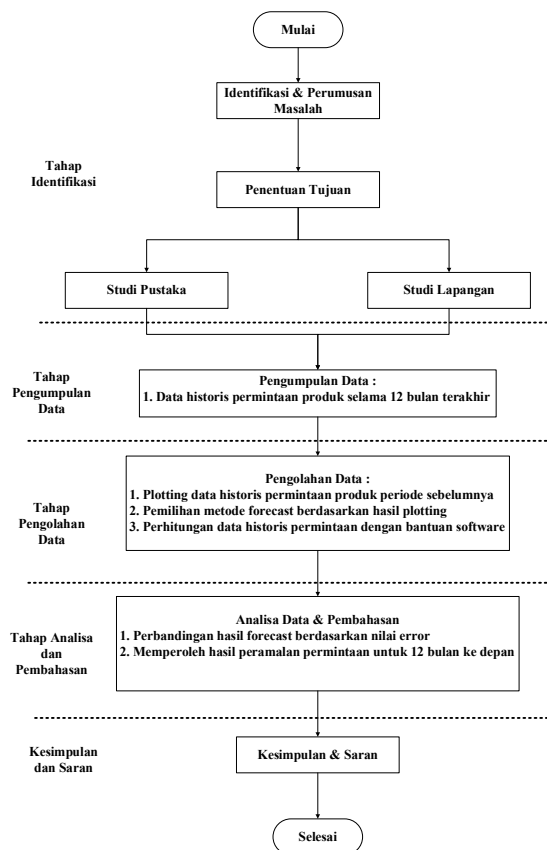 Mulai
Identifikasi & Perumusan
Masalah
Tahap
Identifikasi
Penentuan Tujuan
Studi Pustaka
Studi Lapangan
Tahap
Pengumpulan
Data
Pengumpulan Data :
1. Data historis permintaan produk selama 12 bulan terakhir
Tahap
Pengolahan
Data
Pengolahan Data :
1. Plotting data historis permintaan produk periode sebelumnya
2. Pemilihan metode forecast berdasarkan hasil plotting
3. Perhitungan data historis permintaan dengan bantuan software
Tahap Analisa
dan
Pembahasan
Analisa Data & Pembahasan
1. Perbandingan hasil forecast berdasarkan nilai error
2. Memperoleh hasil peramalan permintaan untuk 12 bulan ke depan
Kesimpulan
dan Saran
Kesimpulan & Saran
Selesai